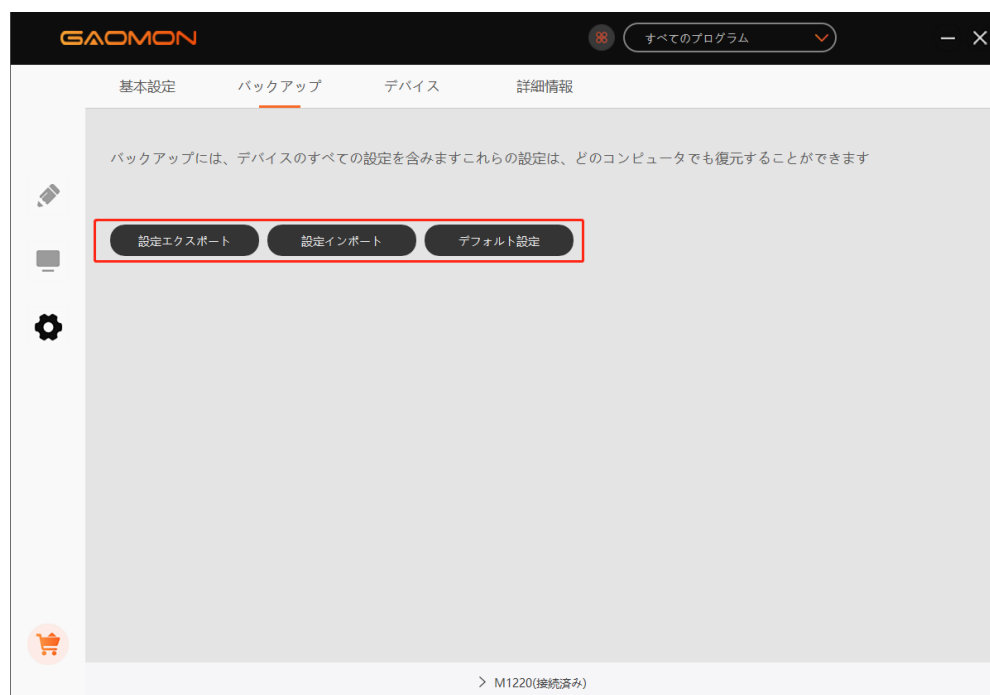 GAOMON
すべてのプログラム
基本設定 バックアップ デバイス 詳細情報
バックアップには、デバイスのすべての設定を含みますこれらの設定は、どのコンピュータでも復元することができます
設定エクスポート 設定インポート デフォルト設定
M1220(接続済み)